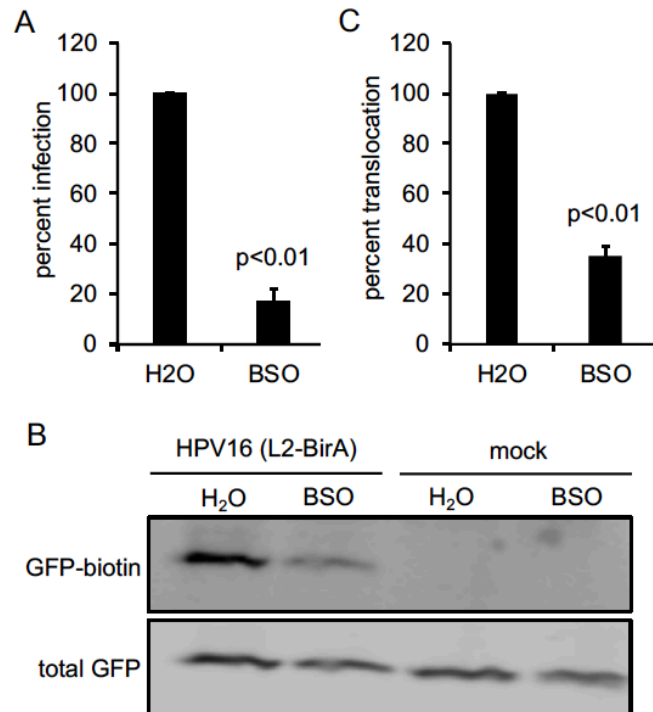 A
120
100
80
60
40
20
0
percent infection
p<0.01
H2O BSO
C
120
100
80
60
40
20
0
percent translocation
p<0.01
H2O BSO
B
HPV16 (L2-BirA) mock
H₂O BSO H₂O BSO
GFP-biotin
total GFP